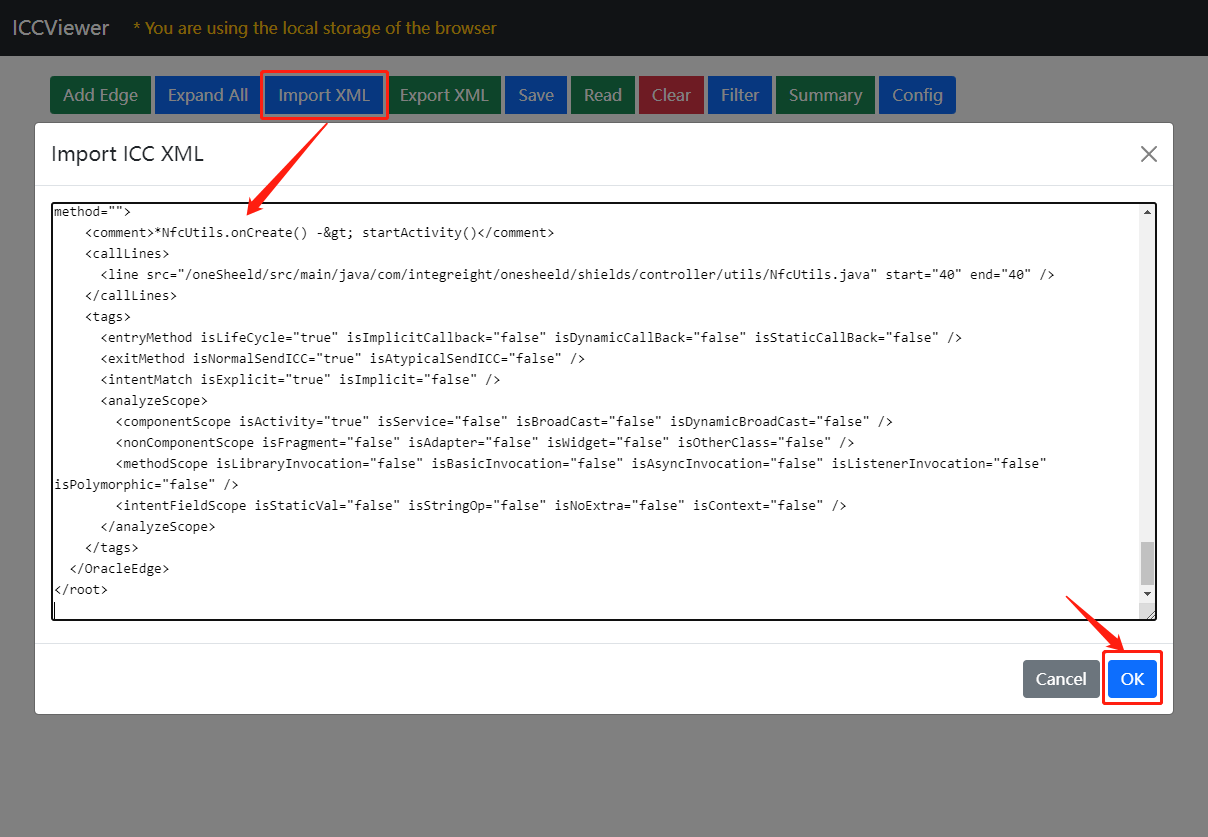 ICCViewer * You are using the local storage of the browser
Add Edge Expand All Import XML Export XML Save Read Clear Filter Summary Config
Import ICC XML
method="">
<comment>*NfcUtils.onCreate() -&gt; startActivity()</comment>
<callLines>
<line src="/oneSheeld/src/main/java/com/integreight/onesheeld/shields/controller/utils/NfcUtils.java" start="40" end="40" />
</callLines>
<tags>
<entryMethod isLifeCycle="true" isImplicitCallback="false" isDynamicCallBack="false" isStaticCallBack="false" />
<exitMethod isNormalSendICC="true" isAtypicalSendICC="false" />
<intentMatch isExplicit="true" isImplicit="false" />
<analyzeScope>
<componentScope isActivity="true" isService="false" isBroadCast="false" isDynamicBroadCast="false" />
<nonComponentScope isFragment="false" isAdapter="false" isWidget="false" isOtherClass="false" />
<methodScope isLibraryInvocation="false" isBasicInvocation="false" isAsyncInvocation="false" isListenerInvocation="false"
isPolymorphic="false" />
<intentFieldScope isStaticVal="false" isStringOp="false" isNoExtra="false" isContext="false" />
</analyzeScope>
</tags>
</OracleEdge>
</root>
Cancel OK